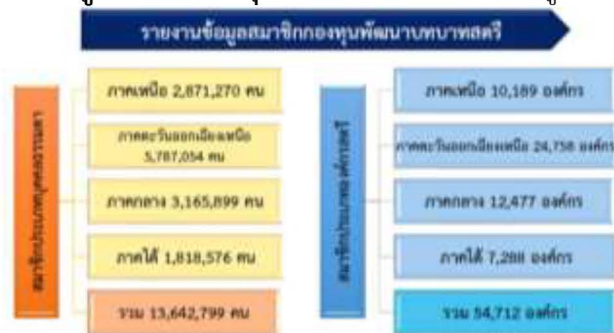 รายงานข้อมูลสมาชิกกองทุนพัฒนาบทบาทสตรี
สมาชิกประเภทบุคคลธรรมดา
ภาคเหนือ 2,871,270 คน
ภาคตะวันออกเฉียงเหนือ
5,787,054 คน
ภาคกลาง 3,165,899 คน
ภาคใต้ 1,818,576 คน
รวม 13,642,799 คน
สมาชิกประเภทองค์กรสตรี
ภาคเหนือ 10,189 องค์กร
ภาคตะวันออกเฉียงเหนือ 24,758 องค์กร
ภาคกลาง 12,477 องค์กร
ภาคใต้ 7,288 องค์กร
รวม 54,712 องค์กร